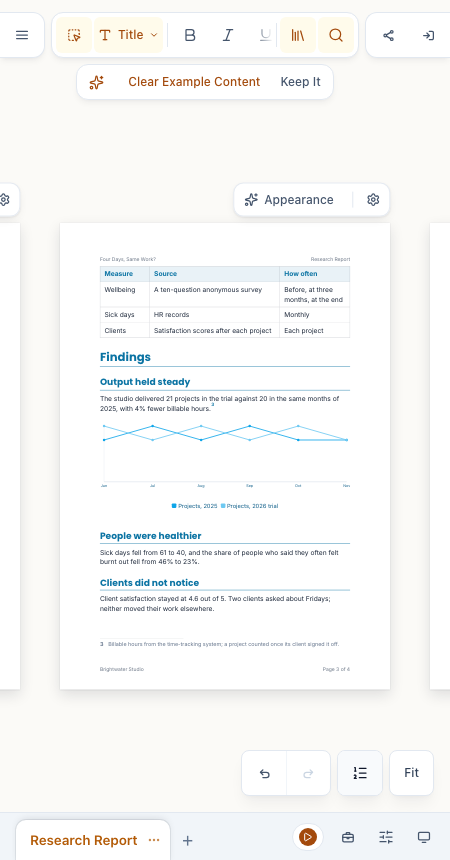 Title
B I U
Clear Example Content Keep It
Appearance
Four Days, Same Work? Research Report
Measure Source How often
Wellbeing A ten-question anonymous survey Before, at three
months, at the end
Sick days HR records Monthly
Clients Satisfaction scores after each project Each project
Findings
Output held steady
The studio delivered 21 projects in the trial against 20 in the same months of
2025, with 4% fewer billable hours.3
Jun Jul Aug Sep Oct Nov
Projects, 2025 Projects, 2026 trial
People were healthier
Sick days fell from 61 to 40, and the share of people who said they often felt
burnt out fell from 46% to 23%.
Clients did not notice
Client satisfaction stayed at 4.6 out of 5. Two clients asked about Fridays;
neither moved their work elsewhere.
3 Billable hours from the time-tracking system; a project counted once its client signed it off.
Brightwater Studio Page 3 of 4
Fit
Research Report